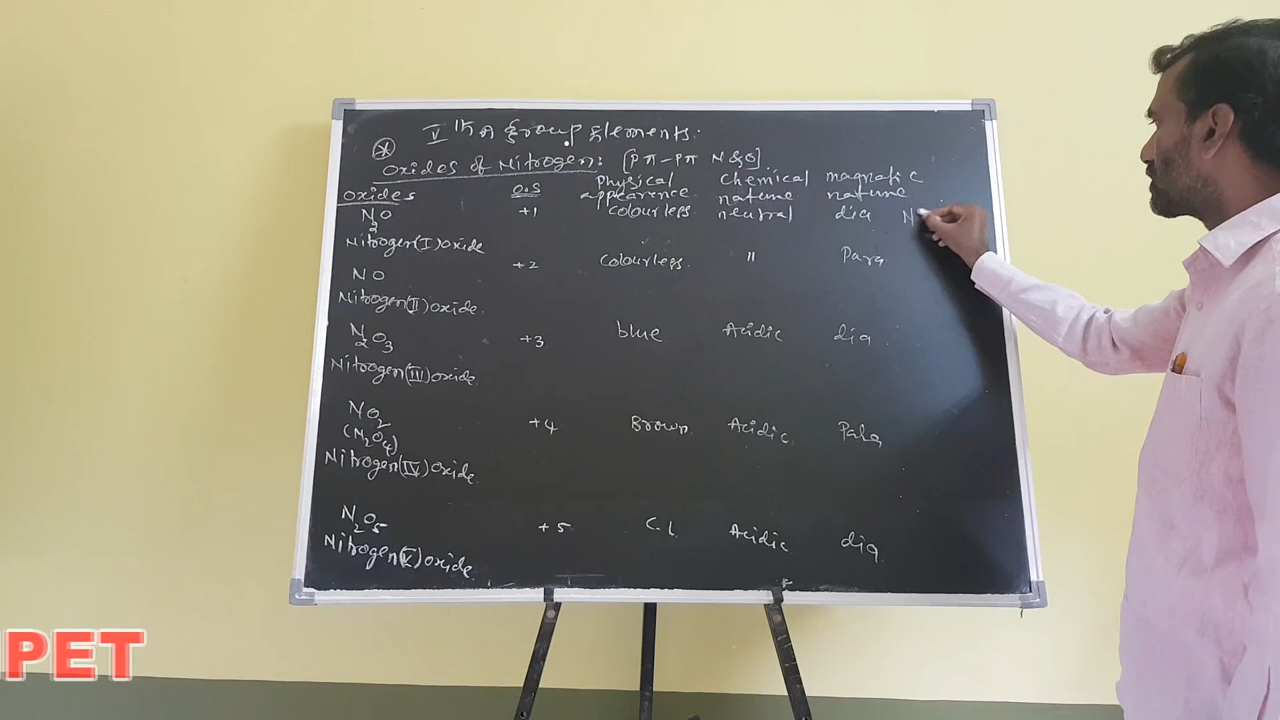 V th A group Elements.
Oxides of Nitrogen: [Pπ-Pπ N & O].
Oxides O.S Physical appearence Chemical nature magnetic nature
N2O +1 Colourless neutral dia N
Nitrogen(I)oxide
NO +2 Colourless. " Para
Nitrogen(II)oxide.
N2O3 +3 blue Acidic dia
Nitrogen(III)oxide.
NO2 +4 Brown Acidic Para
(N2O4)
Nitrogen(IV)oxide.
N2O5 +5 C.L Acidic dia
Nitrogen(V)oxide.
PET